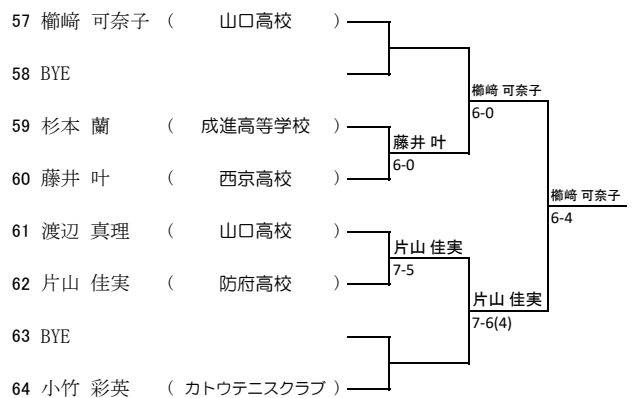 57 櫛﨑 可奈子 ( 山口高校 )
58 BYE
櫛﨑 可奈子
6-0
59 杉本 蘭 ( 成進高等学校 )
藤井 叶
6-0
60 藤井 叶 ( 西京高校 )
櫛﨑 可奈子
6-4
61 渡辺 真理 ( 山口高校 )
片山 佳実
7-5
62 片山 佳実 ( 防府高校 )
片山 佳実
7-6(4)
63 BYE
64 小竹 彩英 ( カトウテニスクラブ )